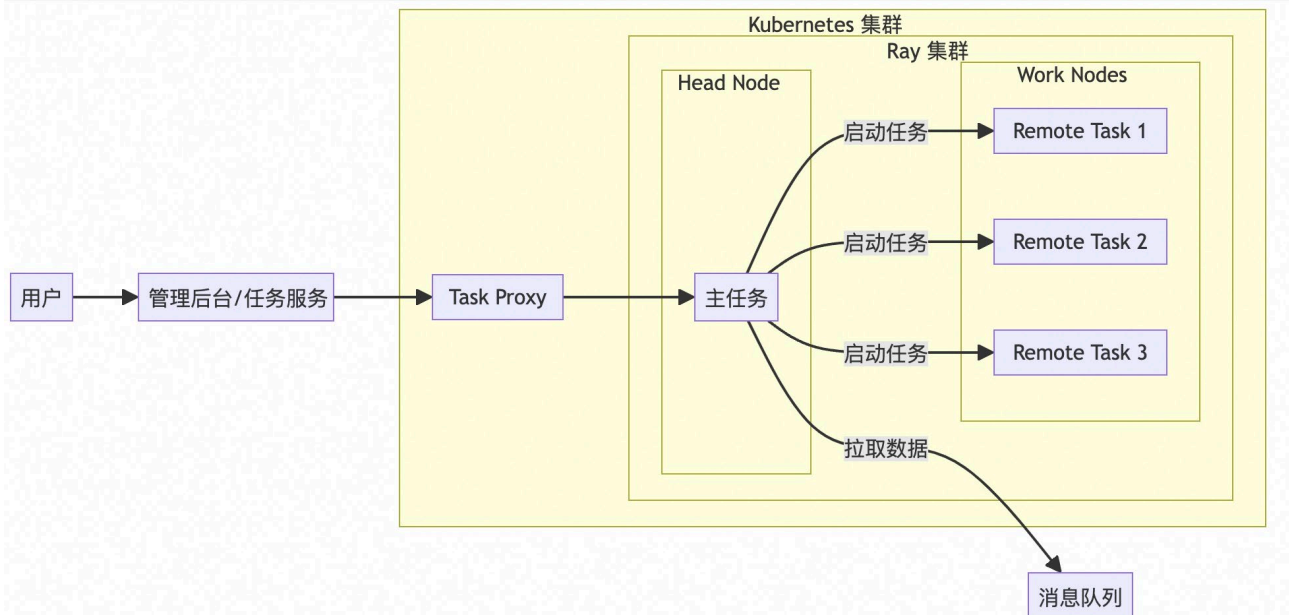 Kubernetes 集群
Ray 集群
Head Node
Work Nodes
启动任务
Remote Task 1
启动任务
Remote Task 2
用户
管理后台/任务服务
Task Proxy
主任务
启动任务
Remote Task 3
拉取数据
消息队列